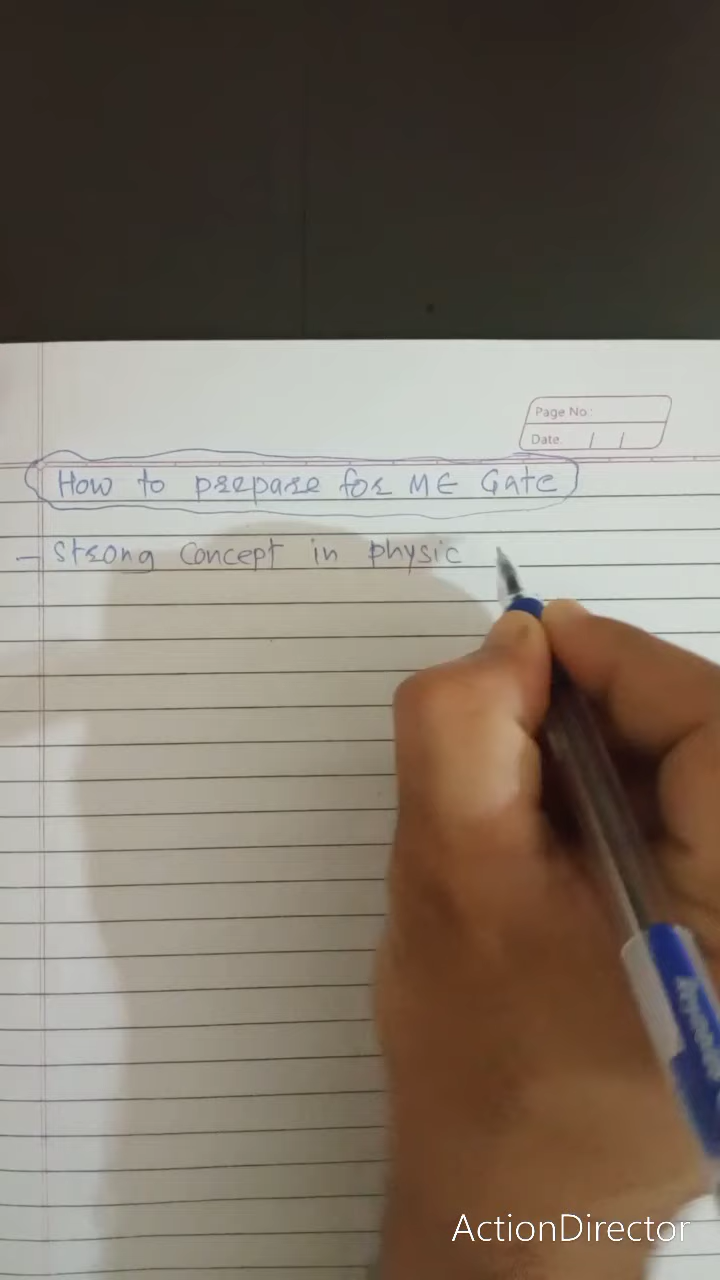 Page No.:
Date. / /
How to prepare for ME Gate
- Strong Concept in physic
ActionDirector